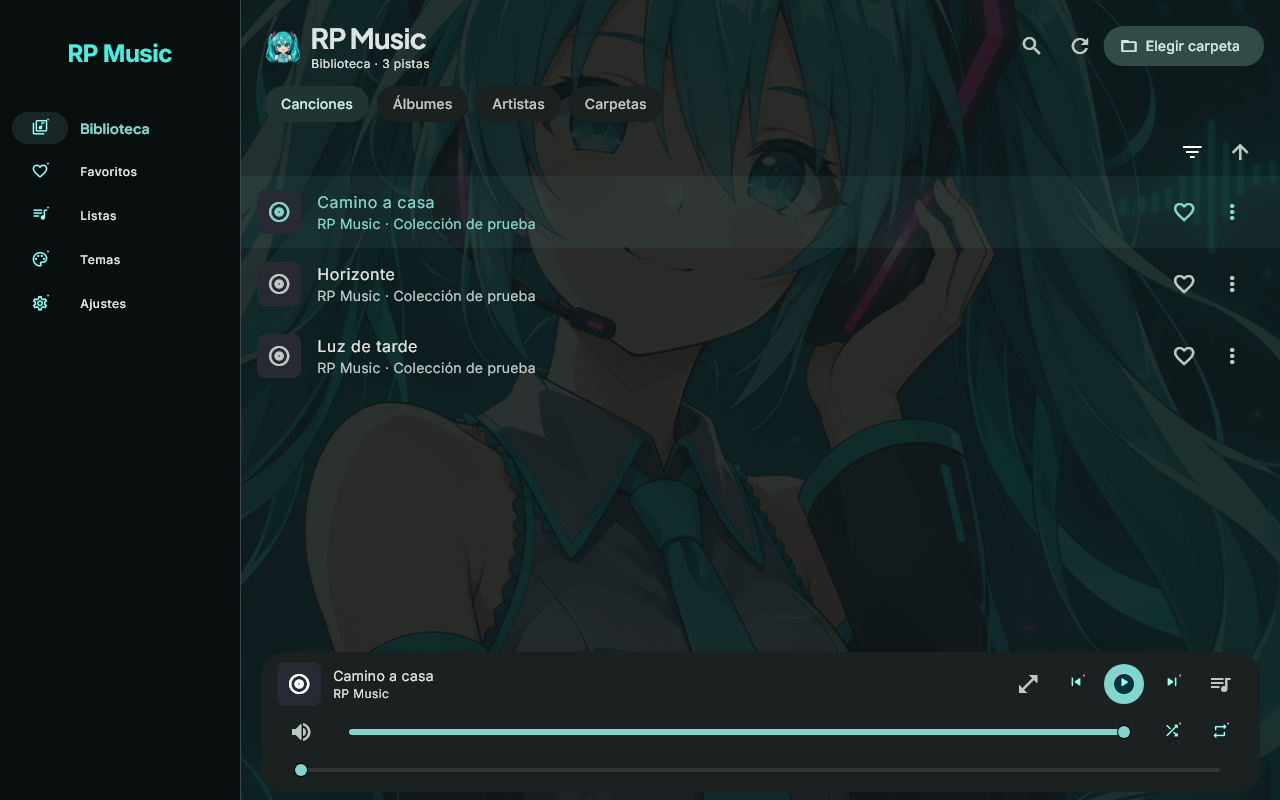 RP Music
Biblioteca
Favoritos
Listas
Temas
Ajustes
RP Music
Biblioteca · 3 pistas
Elegir carpeta
Canciones
Álbumes
Artistas
Carpetas
Camino a casa
RP Music · Colección de prueba
Horizonte
RP Music · Colección de prueba
Luz de tarde
RP Music · Colección de prueba
Camino a casa
RP Music